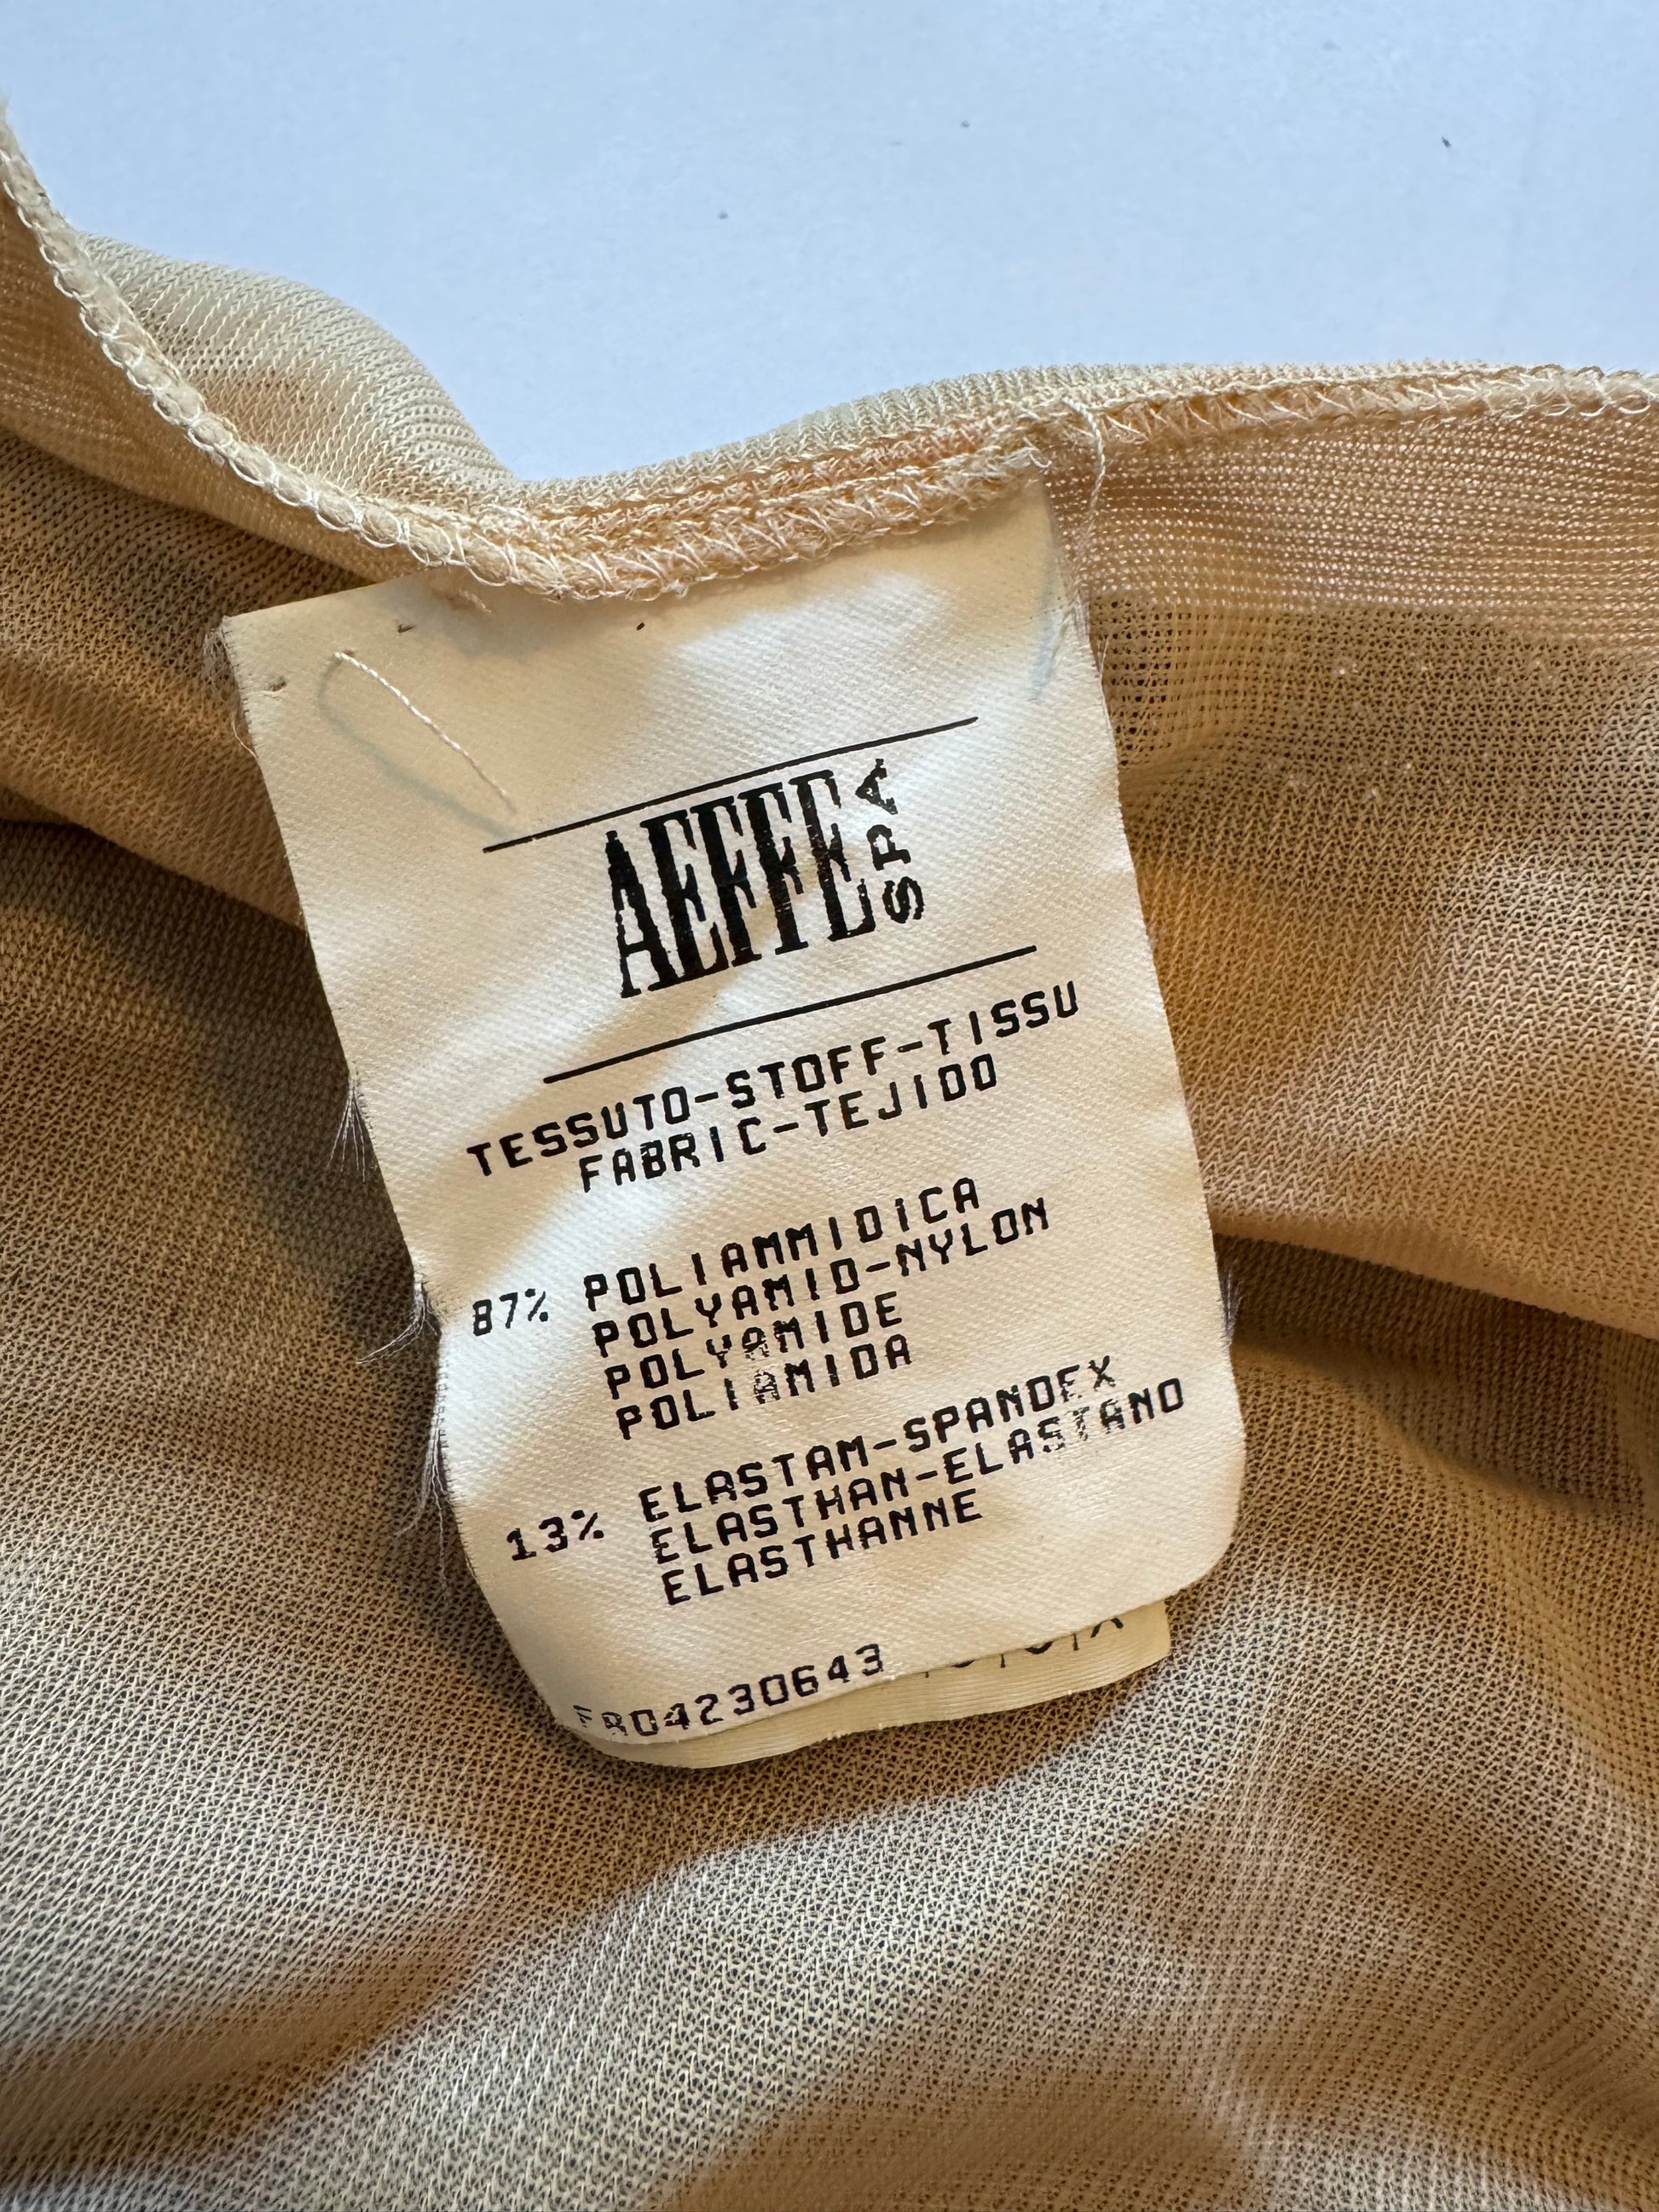 AEFFE SPA
TESSUTO-STOFF-TISSU
FABRIC-TEJIDO
87% POLIAMMIDICA
POLYAMID-NYLON
POLYAMIDE
POLIAMIDA
13% ELASTAM-SPANDEX
ELASTHAN-ELASTANO
ELASTHANNE
FR04230643